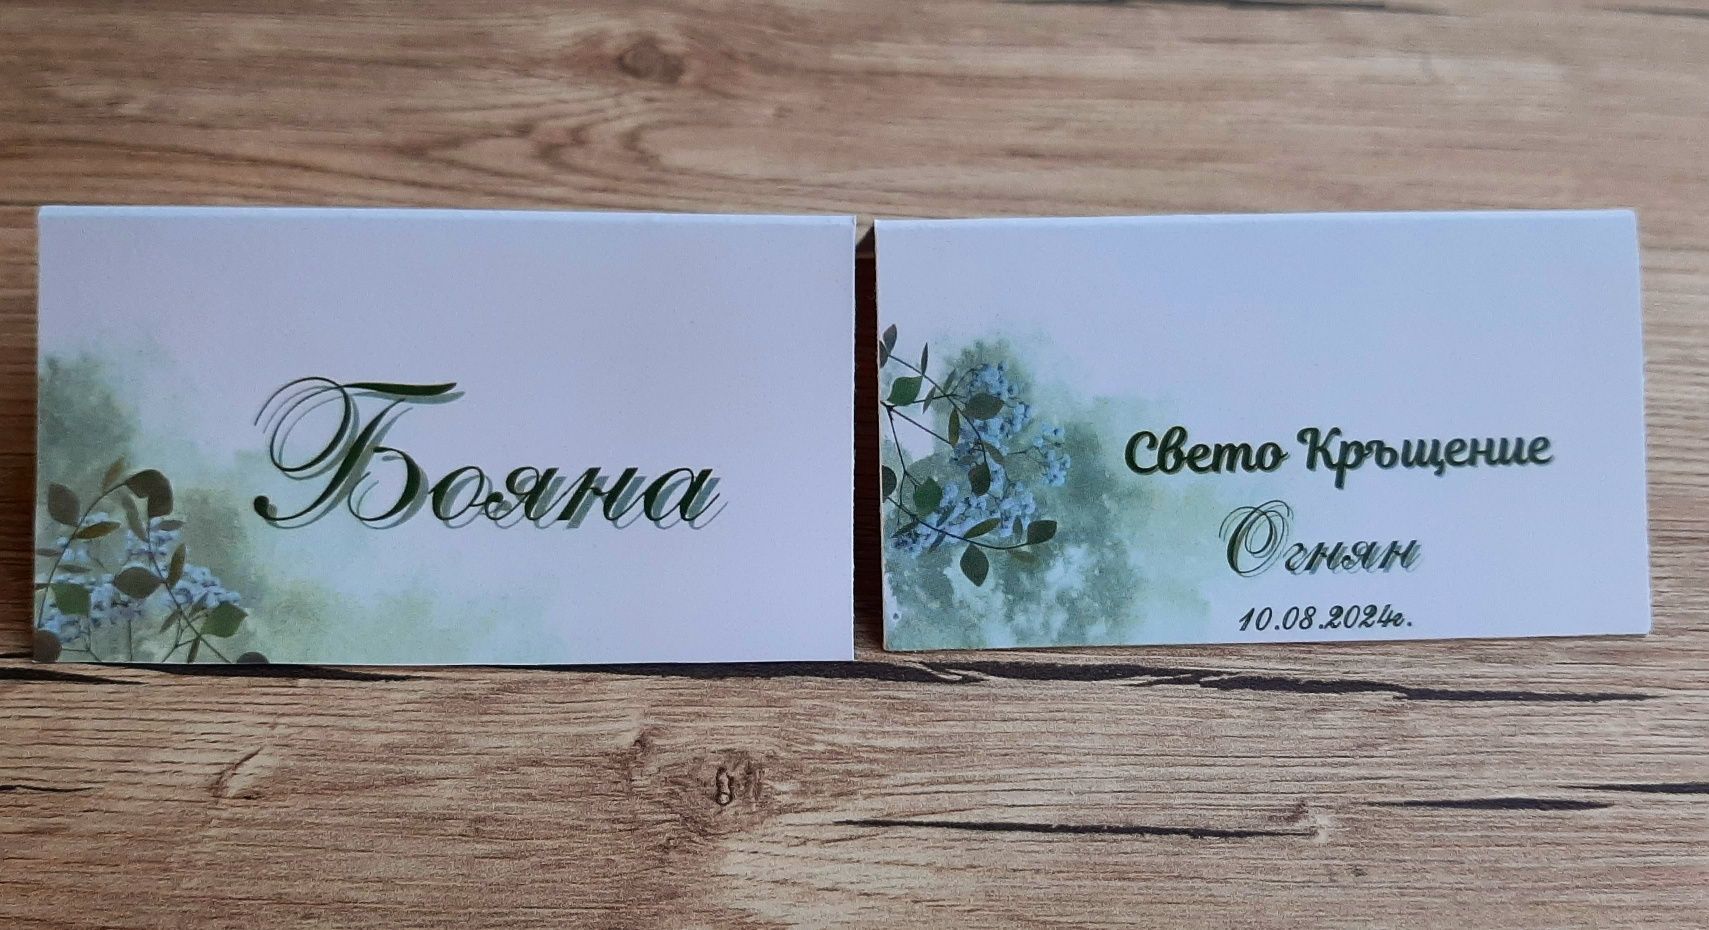 Бояна
Свето Кръщение
Огнян
10.08.2024г.